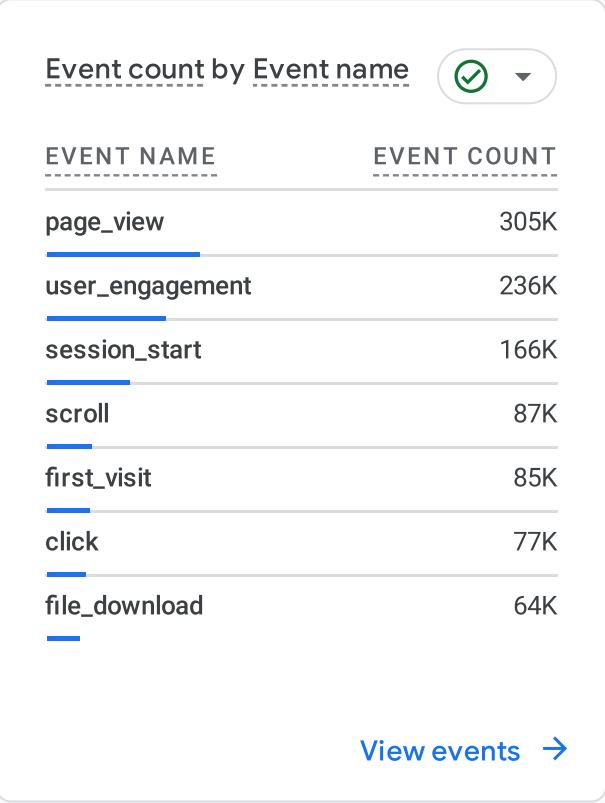 Event count by Event name
EVENT NAME EVENT COUNT
page_view 305K
user_engagement 236K
session_start 166K
scroll 87K
first_visit 85K
click 77K
file_download 64K
View events